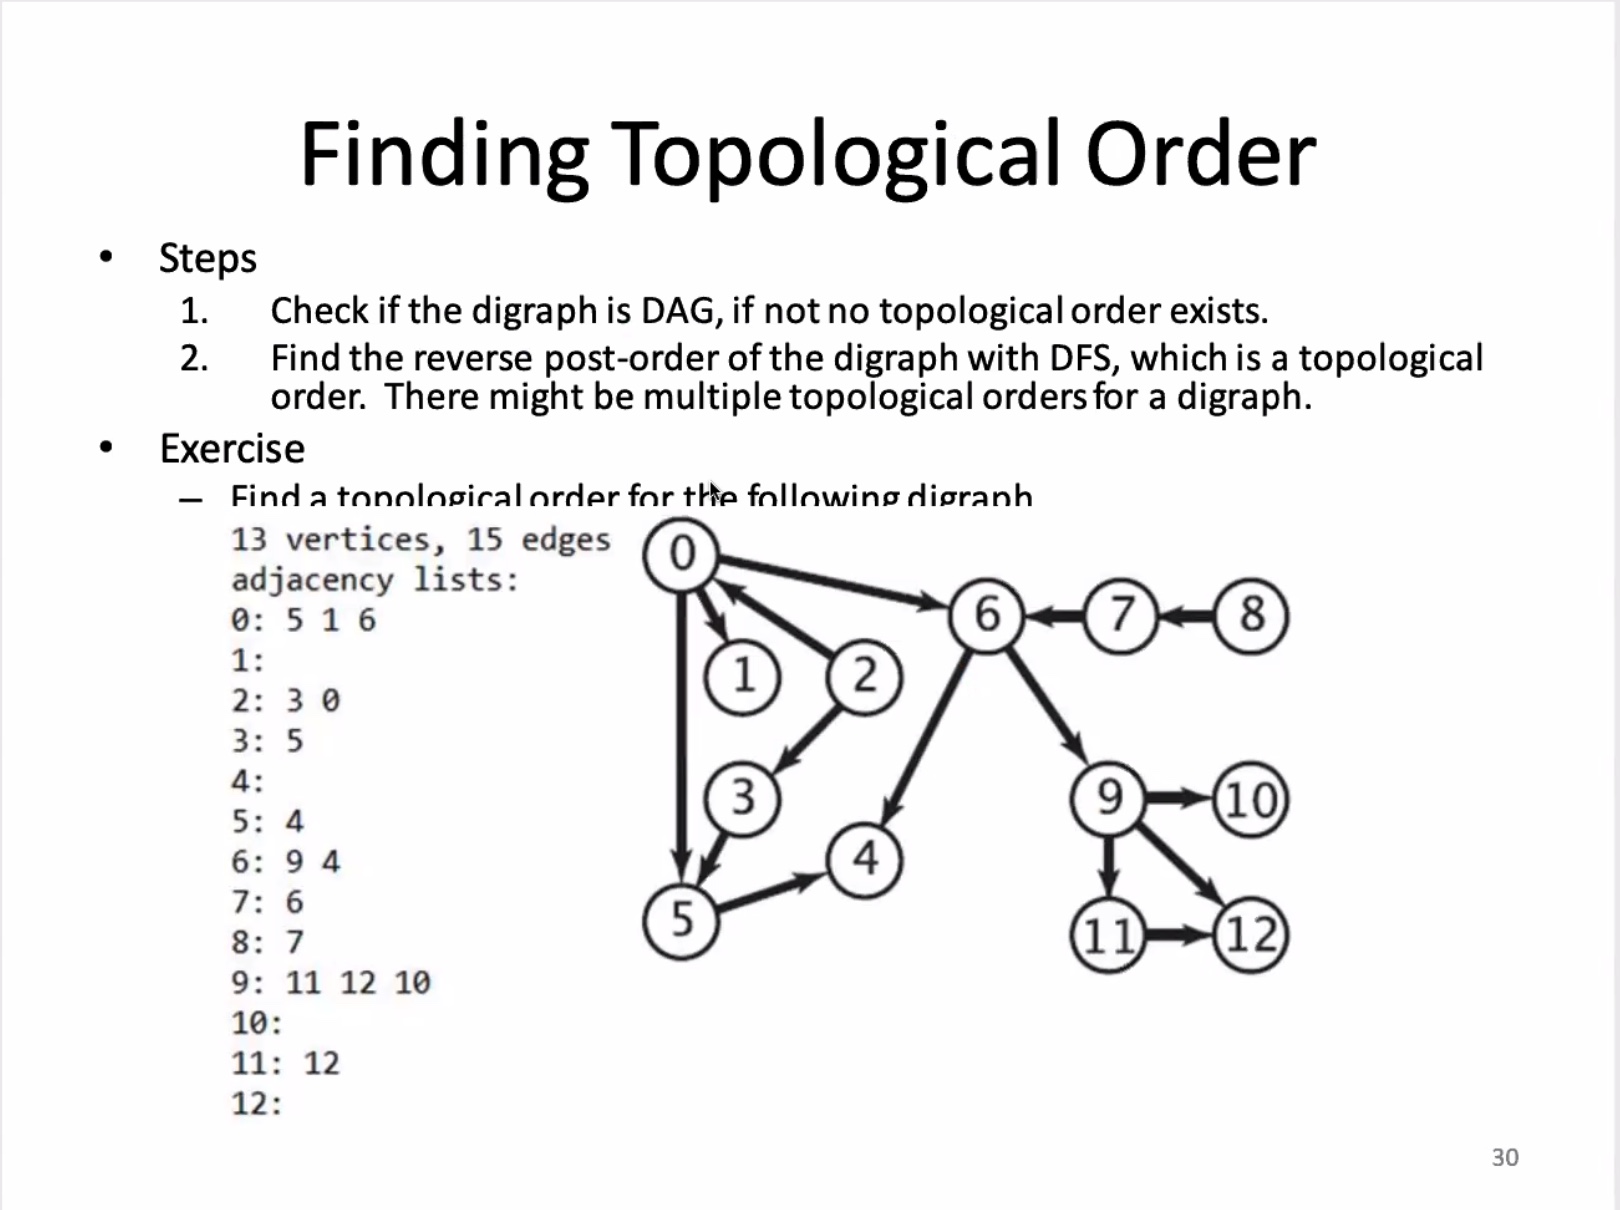 Finding Topological Order
• Steps
1. Check if the digraph is DAG, if not no topological order exists.
2. Find the reverse post-order of the digraph with DFS, which is a topological
order. There might be multiple topological orders for a digraph.
• Exercise
– Find a topological order for the following digraph
13 vertices, 15 edges
adjacency lists:
0: 5 1 6
1:
2: 3 0
3: 5
4:
5: 4
6: 9 4
7: 6
8: 7
9: 11 12 10
10:
11: 12
12:
0
6 7 8
1 2
3
9 10
4
5
11 12
30